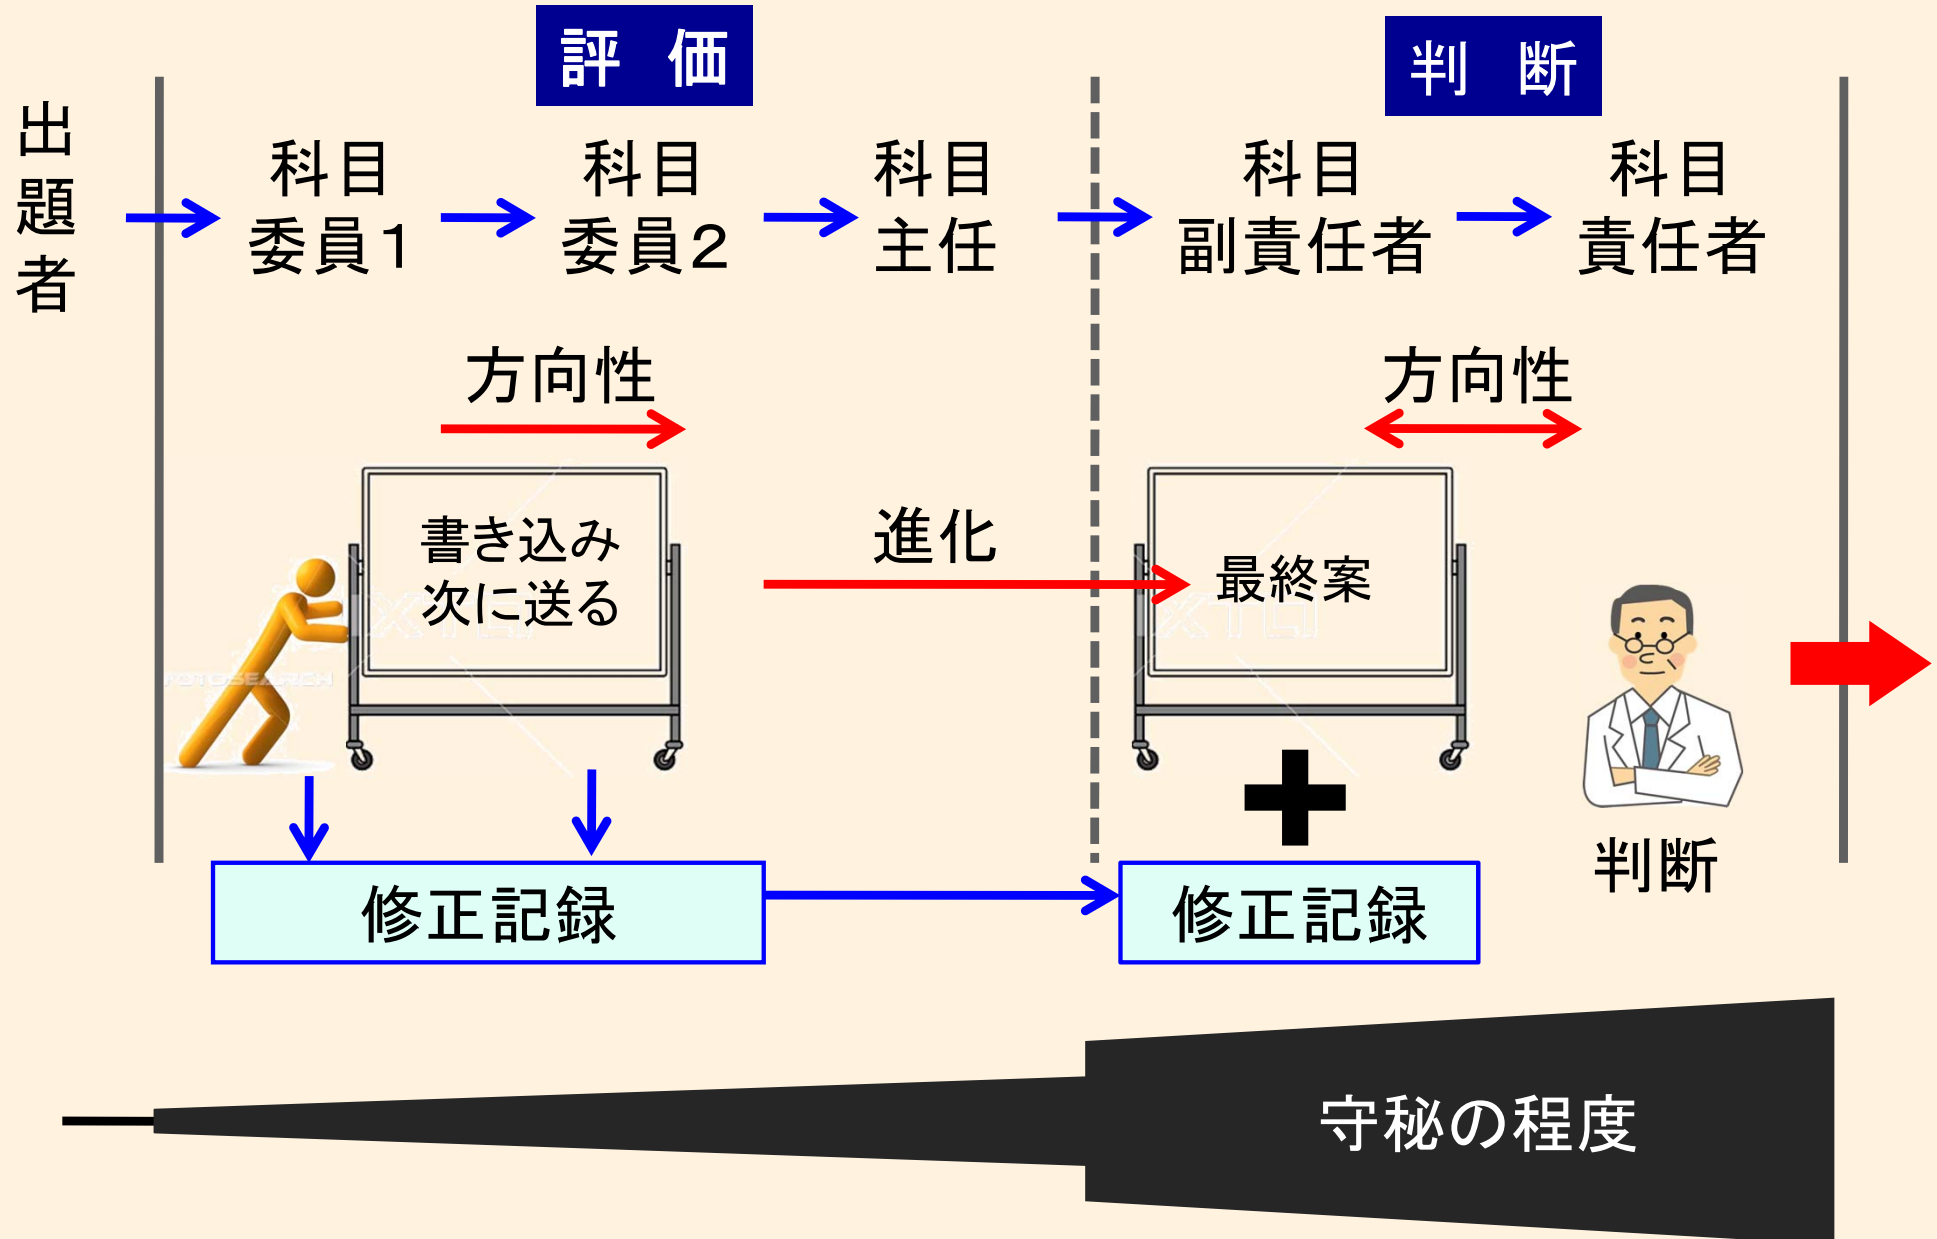 評 価
判 断
出題者
科目
委員1
科目
委員2
科目
主任
科目
副責任者
科目
責任者
方向性
方向性
書き込み
次に送る
進化
最終案
FOTOSEARCH
判断
修正記録
修正記録
守秘の程度